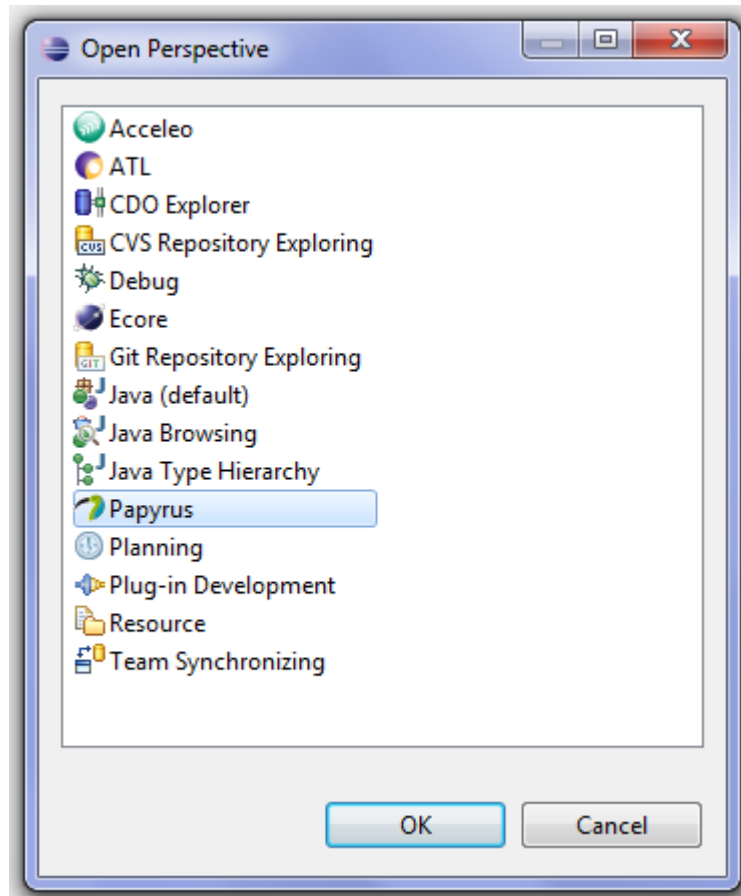 Open Perspective
Acceleo
ATL
CDO Explorer
CVS Repository Exploring
Debug
Ecore
Git Repository Exploring
Java (default)
Java Browsing
Java Type Hierarchy
Papyrus
Planning
Plug-in Development
Resource
Team Synchronizing
OK
Cancel